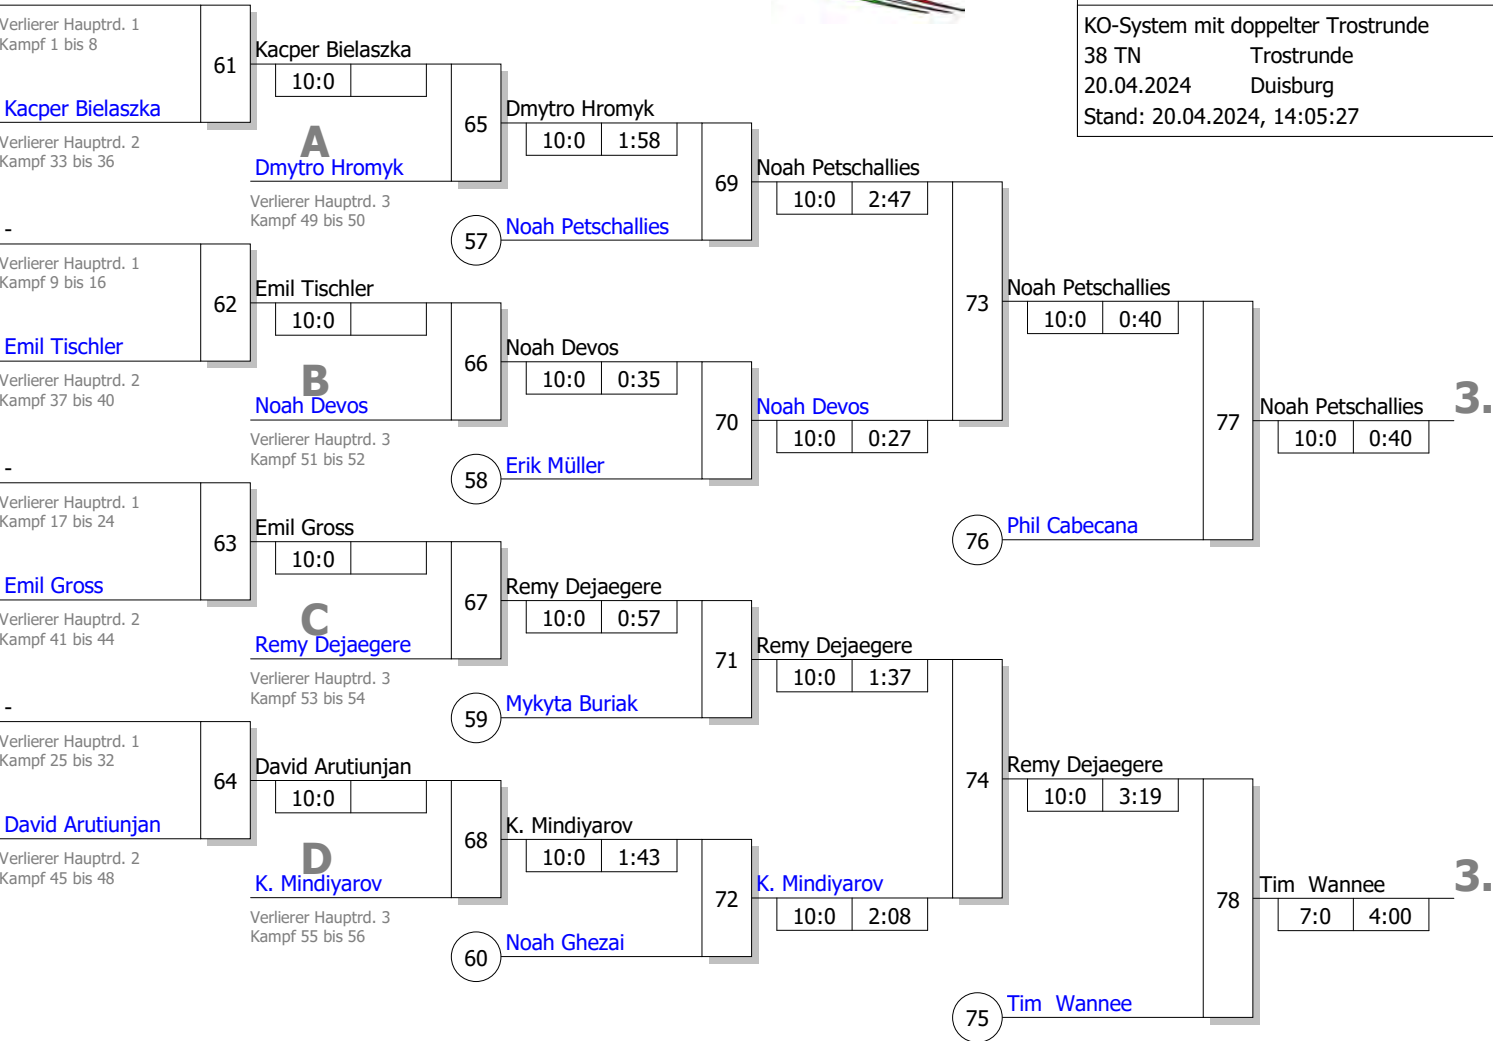 KO-System mit doppelter Trostrunde
38 TN Trostrunde
20.04.2024 Duisburg
Stand: 20.04.2024, 14:05:27
Verlierer Hauptrd. 1
Kampf 1 bis 8
61
Kacper Bielaszka
10:0
Kacper Bielaszka
Verlierer Hauptrd. 2
Kampf 33 bis 36
A
Dmytro Hromyk
Verlierer Hauptrd. 3
Kampf 49 bis 50
65
Dmytro Hromyk
10:0 1:58
57
Noah Petschallies
69
Noah Petschallies
10:0 2:47
-
Verlierer Hauptrd. 1
Kampf 9 bis 16
62
Emil Tischler
10:0
Emil Tischler
Verlierer Hauptrd. 2
Kampf 37 bis 40
B
Noah Devos
Verlierer Hauptrd. 3
Kampf 51 bis 52
66
Noah Devos
10:0 0:35
58
Erik Müller
70
Noah Devos
10:0 0:27
73
Noah Petschallies
10:0 0:40
76
Phil Cabecana
77
Noah Petschallies
10:0 0:40
3.
-
Verlierer Hauptrd. 1
Kampf 17 bis 24
63
Emil Gross
10:0
Emil Gross
Verlierer Hauptrd. 2
Kampf 41 bis 44
C
Remy Dejaegere
Verlierer Hauptrd. 3
Kampf 53 bis 54
67
Remy Dejaegere
10:0 0:57
59
Mykyta Buriak
71
Remy Dejaegere
10:0 1:37
-
Verlierer Hauptrd. 1
Kampf 25 bis 32
64
David Arutiunjan
10:0
David Arutiunjan
Verlierer Hauptrd. 2
Kampf 45 bis 48
D
K. Mindiyarov
Verlierer Hauptrd. 3
Kampf 55 bis 56
68
K. Mindiyarov
10:0 1:43
60
Noah Ghezai
72
K. Mindiyarov
10:0 2:08
74
Remy Dejaegere
10:0 3:19
75
Tim Wannee
78
Tim Wannee
7:0 4:00
3.